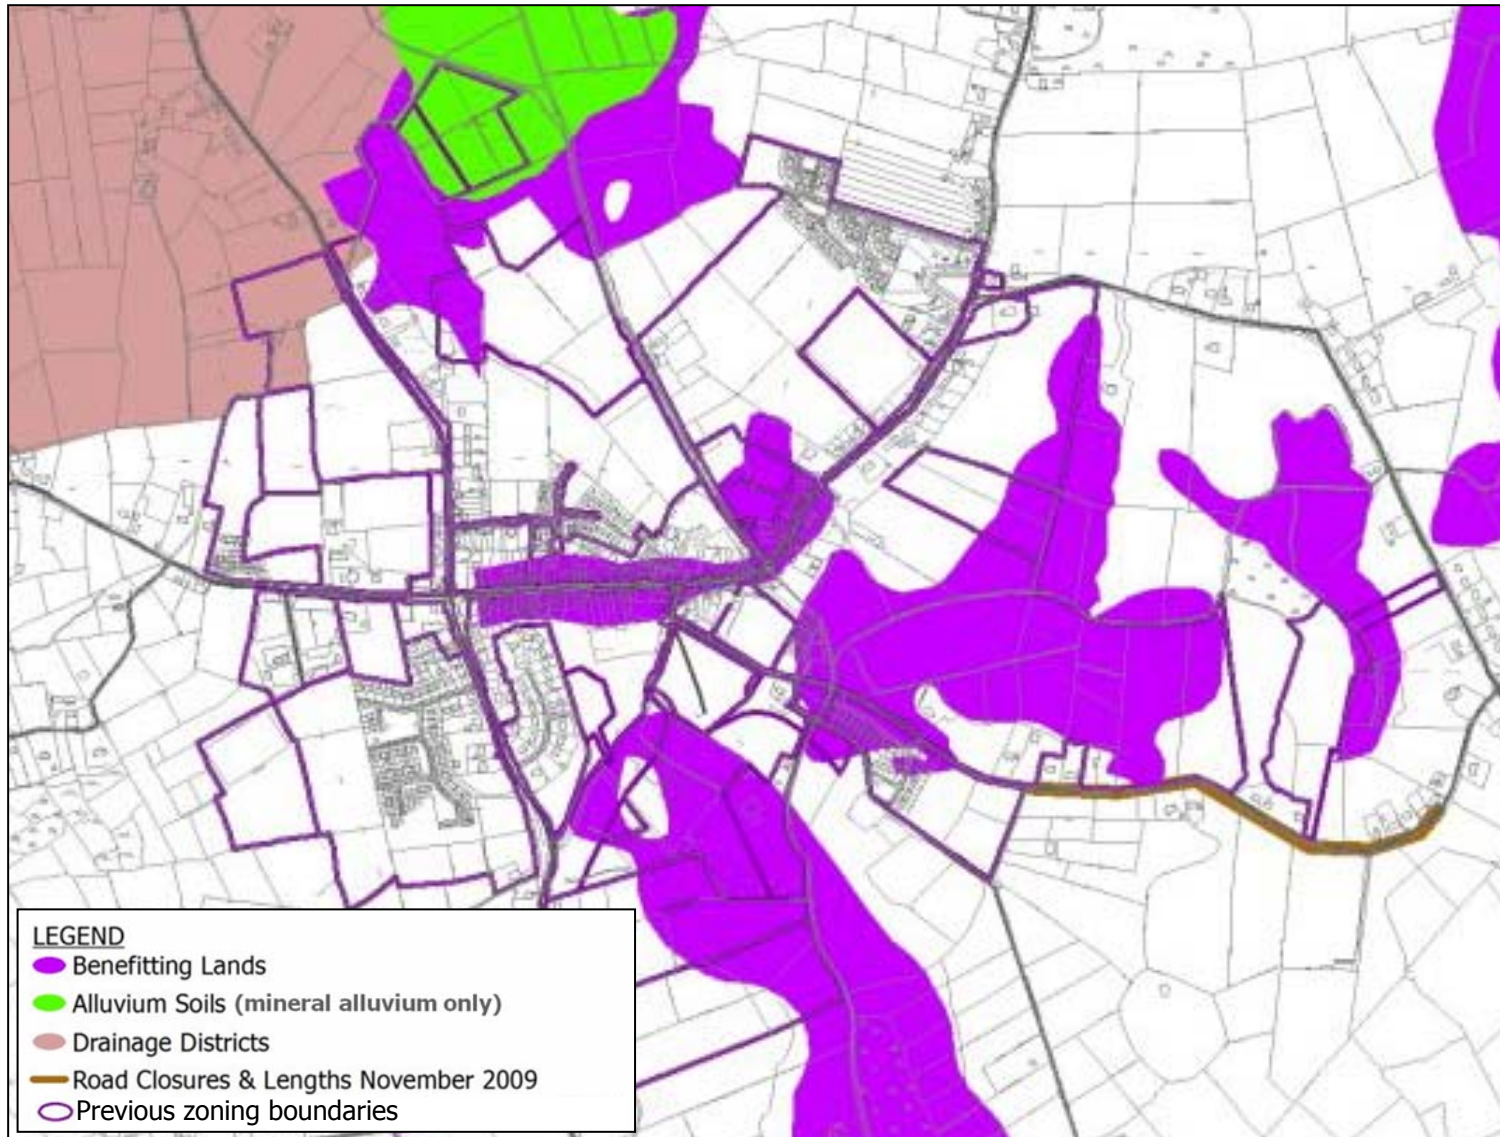 LEGEND
Benefitting Lands
Alluvium Soils (mineral alluvium only)
Drainage Districts
Road Closures & Lengths November 2009
Previous zoning boundaries